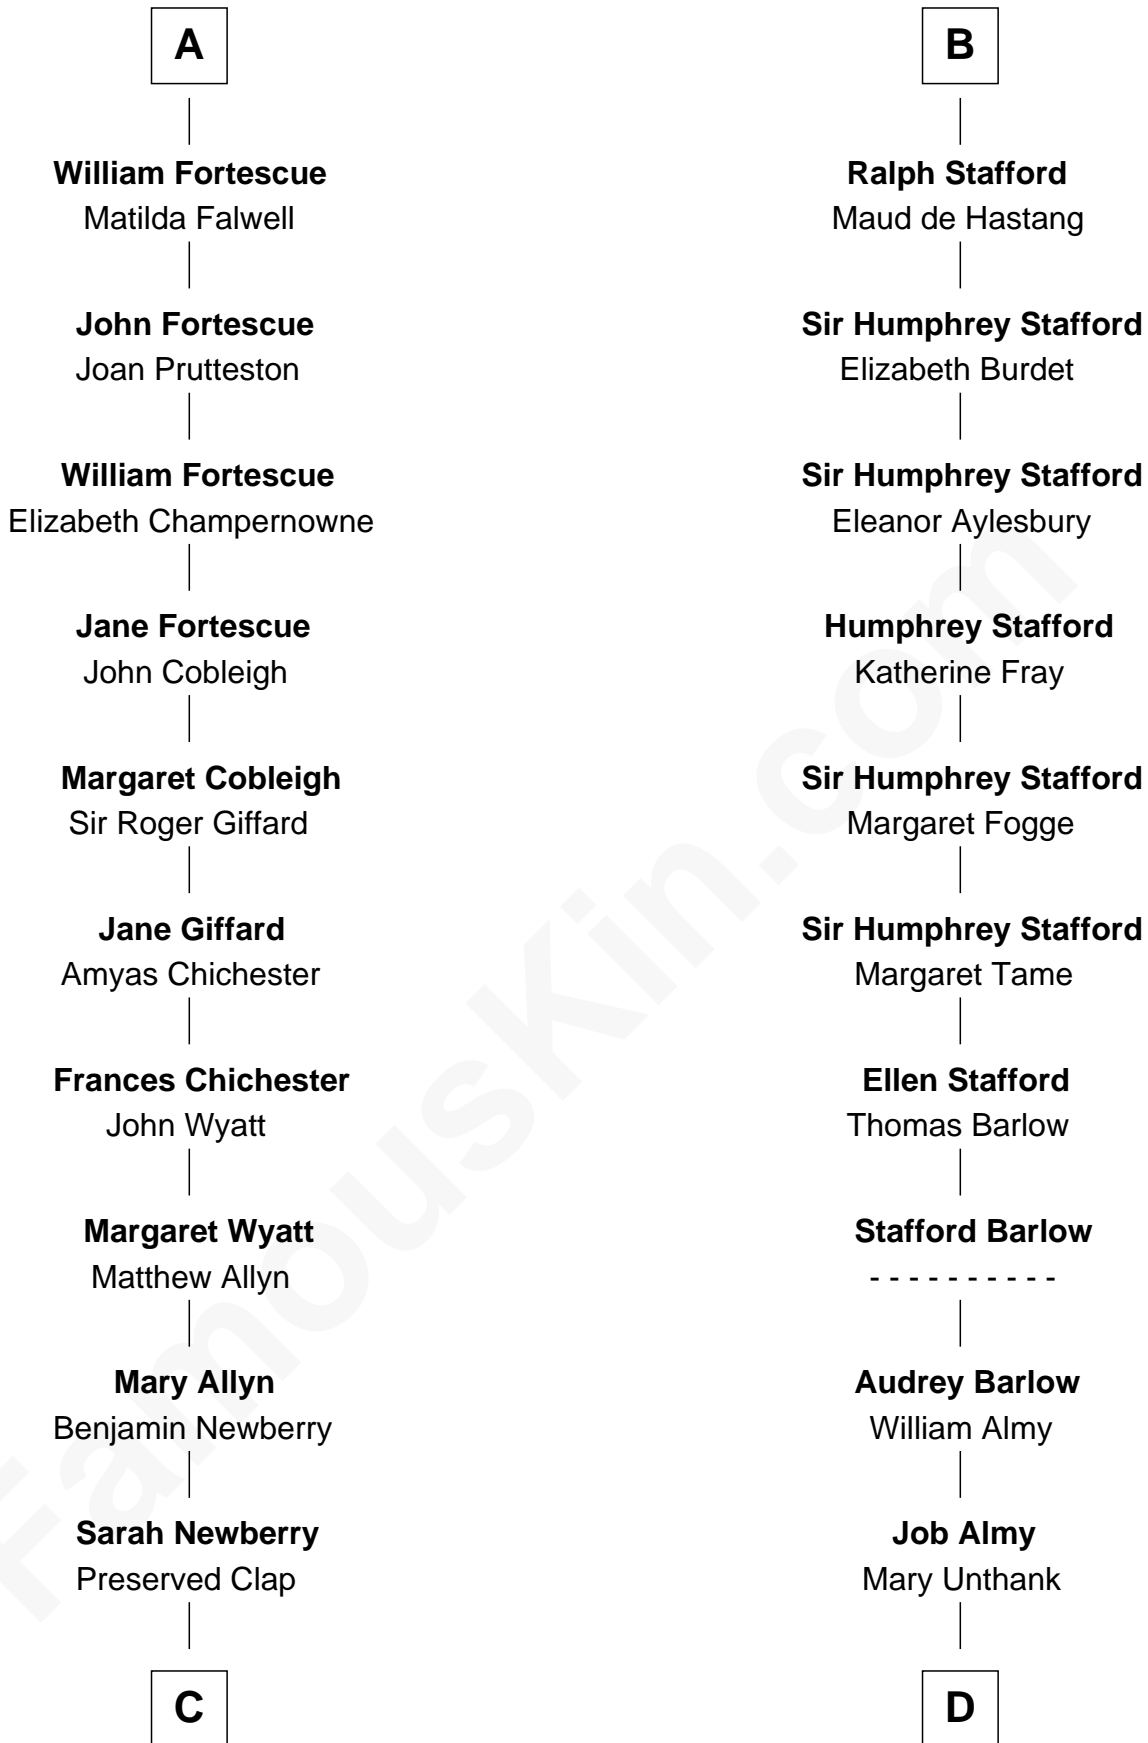 A
William Fortescue
Matilda Falwell
John Fortescue
Joan Prutteston
William Fortescue
Elizabeth Champernowne
Jane Fortescue
John Cobleigh
Margaret Cobleigh
Sir Roger Giffard
Jane Giffard
Amyas Chichester
Frances Chichester
John Wyatt
Margaret Wyatt
Matthew Allyn
Mary Allyn
Benjamin Newberry
Sarah Newberry
Preserved Clap
C
B
Ralph Stafford
Maud de Hastang
Sir Humphrey Stafford
Elizabeth Burdet
Sir Humphrey Stafford
Eleanor Aylesbury
Humphrey Stafford
Katherine Fray
Sir Humphrey Stafford
Margaret Fogge
Sir Humphrey Stafford
Margaret Tame
Ellen Stafford
Thomas Barlow
Stafford Barlow
- - - - - - - - - -
Audrey Barlow
William Almy
Job Almy
Mary Unthank
D
FamousKin.com